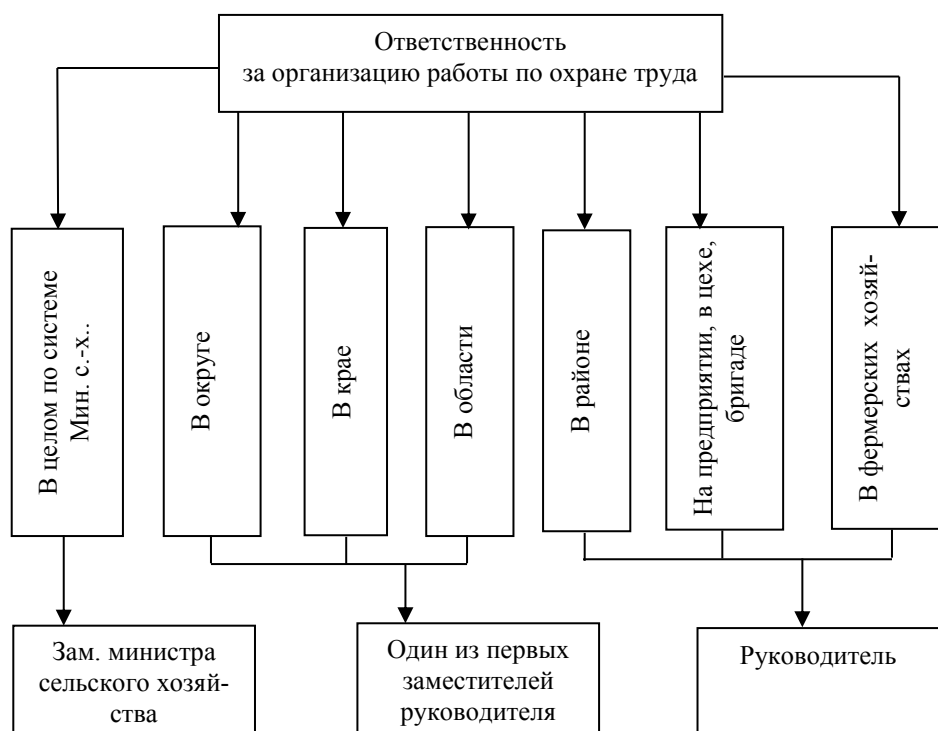 Ответственность
за организацию работы по охране труда
В целом по системе
Мин. с.-х..
В округе
В крае
В области
В районе
На предприятии, в цехе,
бригаде
В фермерских хозяй-
ствах
Зам. министра
сельского хозяй-
ства
Один из первых
заместителей
руководителя
Руководитель